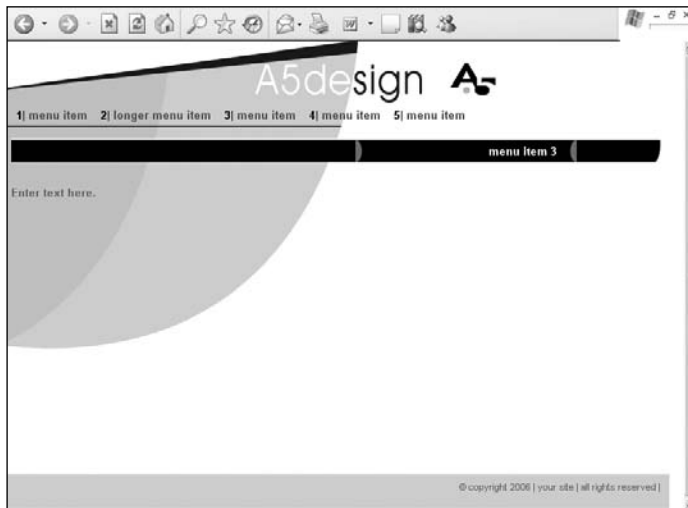 A5design A5
1| menu item 2| longer menu item 3| menu item 4| menu item 5| menu item
menu item 3
Enter text here.
© copyright 2006 | your site | all rights reserved |